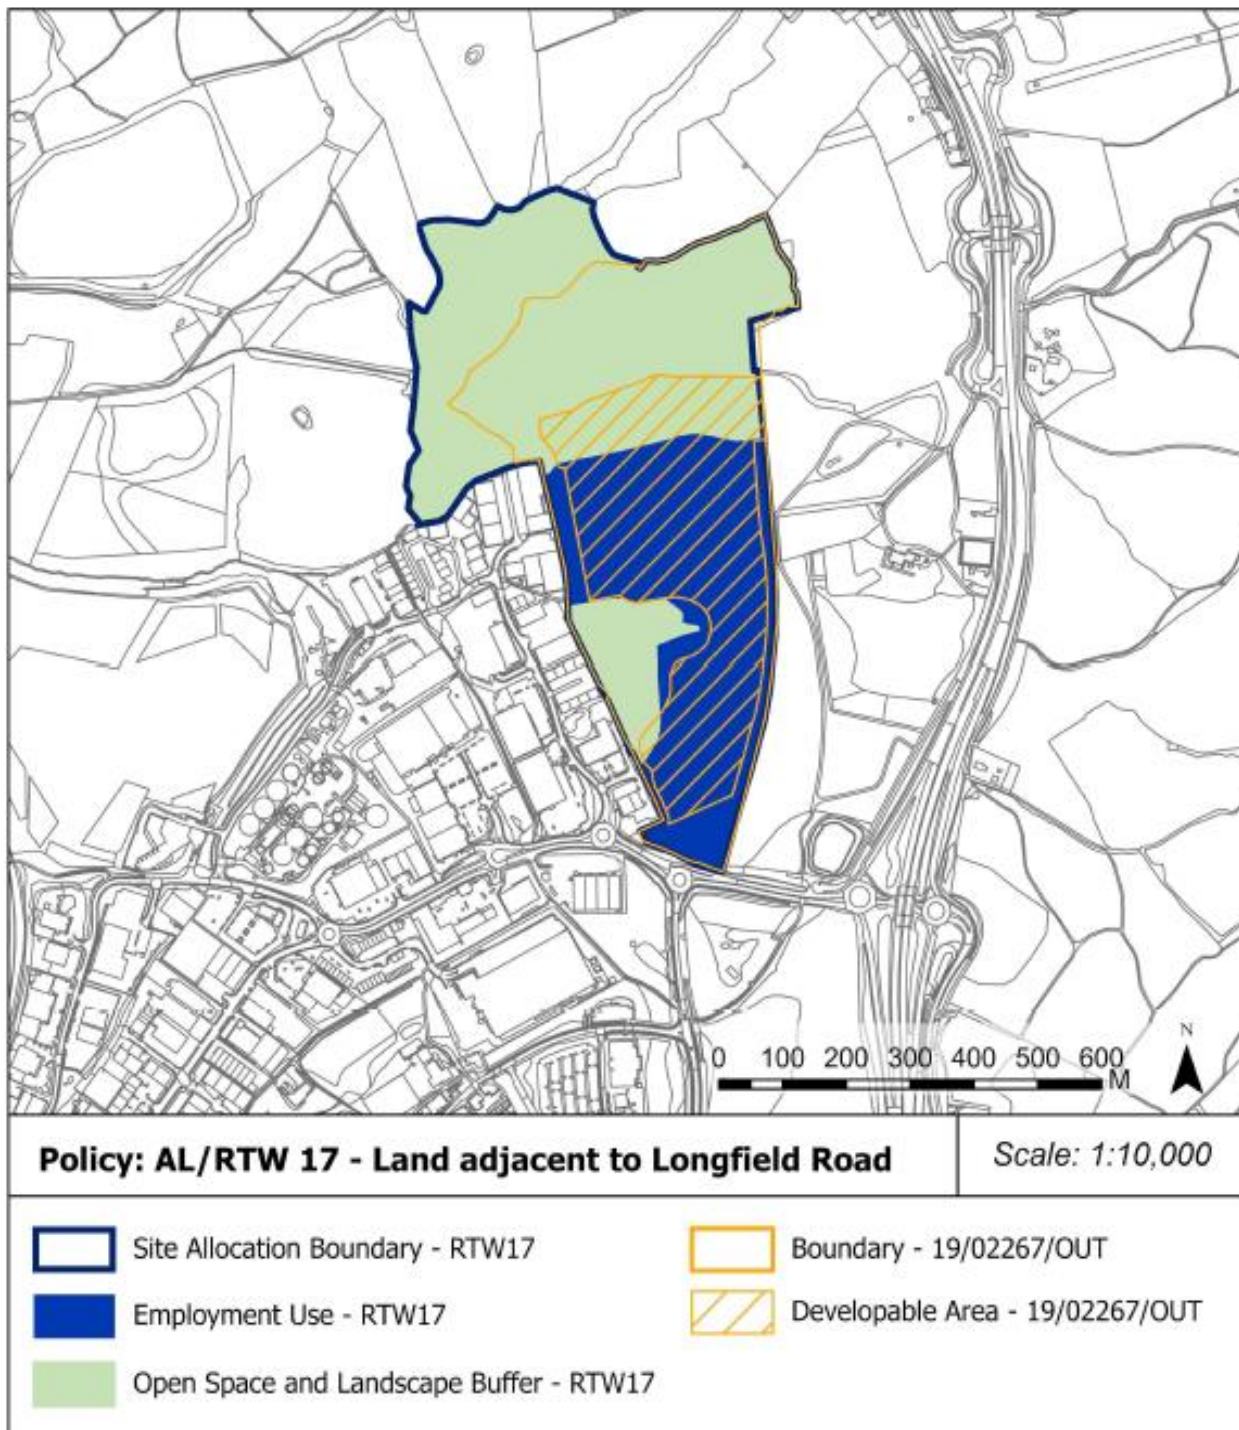 N
0 100 200 300 400 500 600
M
Policy: AL/RTW 17 - Land adjacent to Longfield Road
Scale: 1:10,000
Site Allocation Boundary - RTW17
Employment Use - RTW17
Open Space and Landscape Buffer - RTW17
Boundary - 19/02267/OUT
Developable Area - 19/02267/OUT